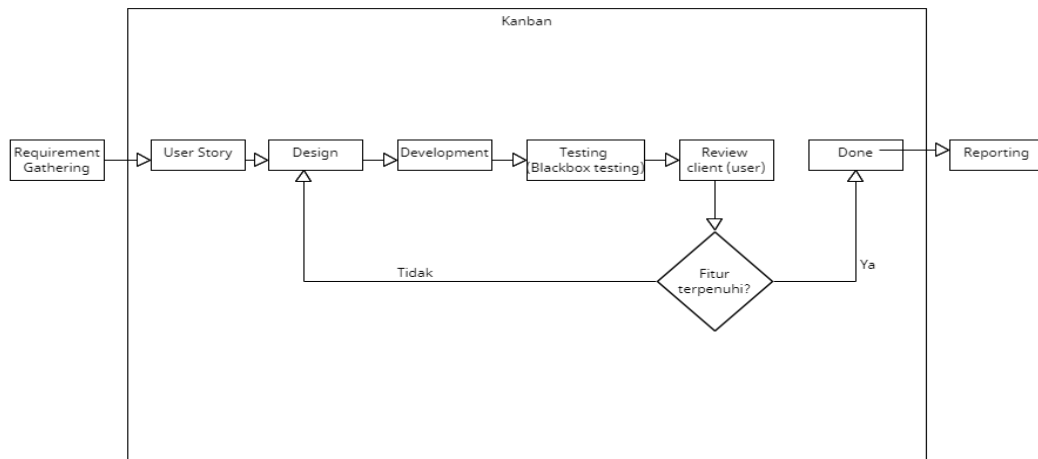 Kanban
Requirement
Gathering
User Story
Design
Development
Testing
(Blackbox testing)
Review
client (user)
Done
Reporting
Tidak
Fitur
terpenuhi?
Ya